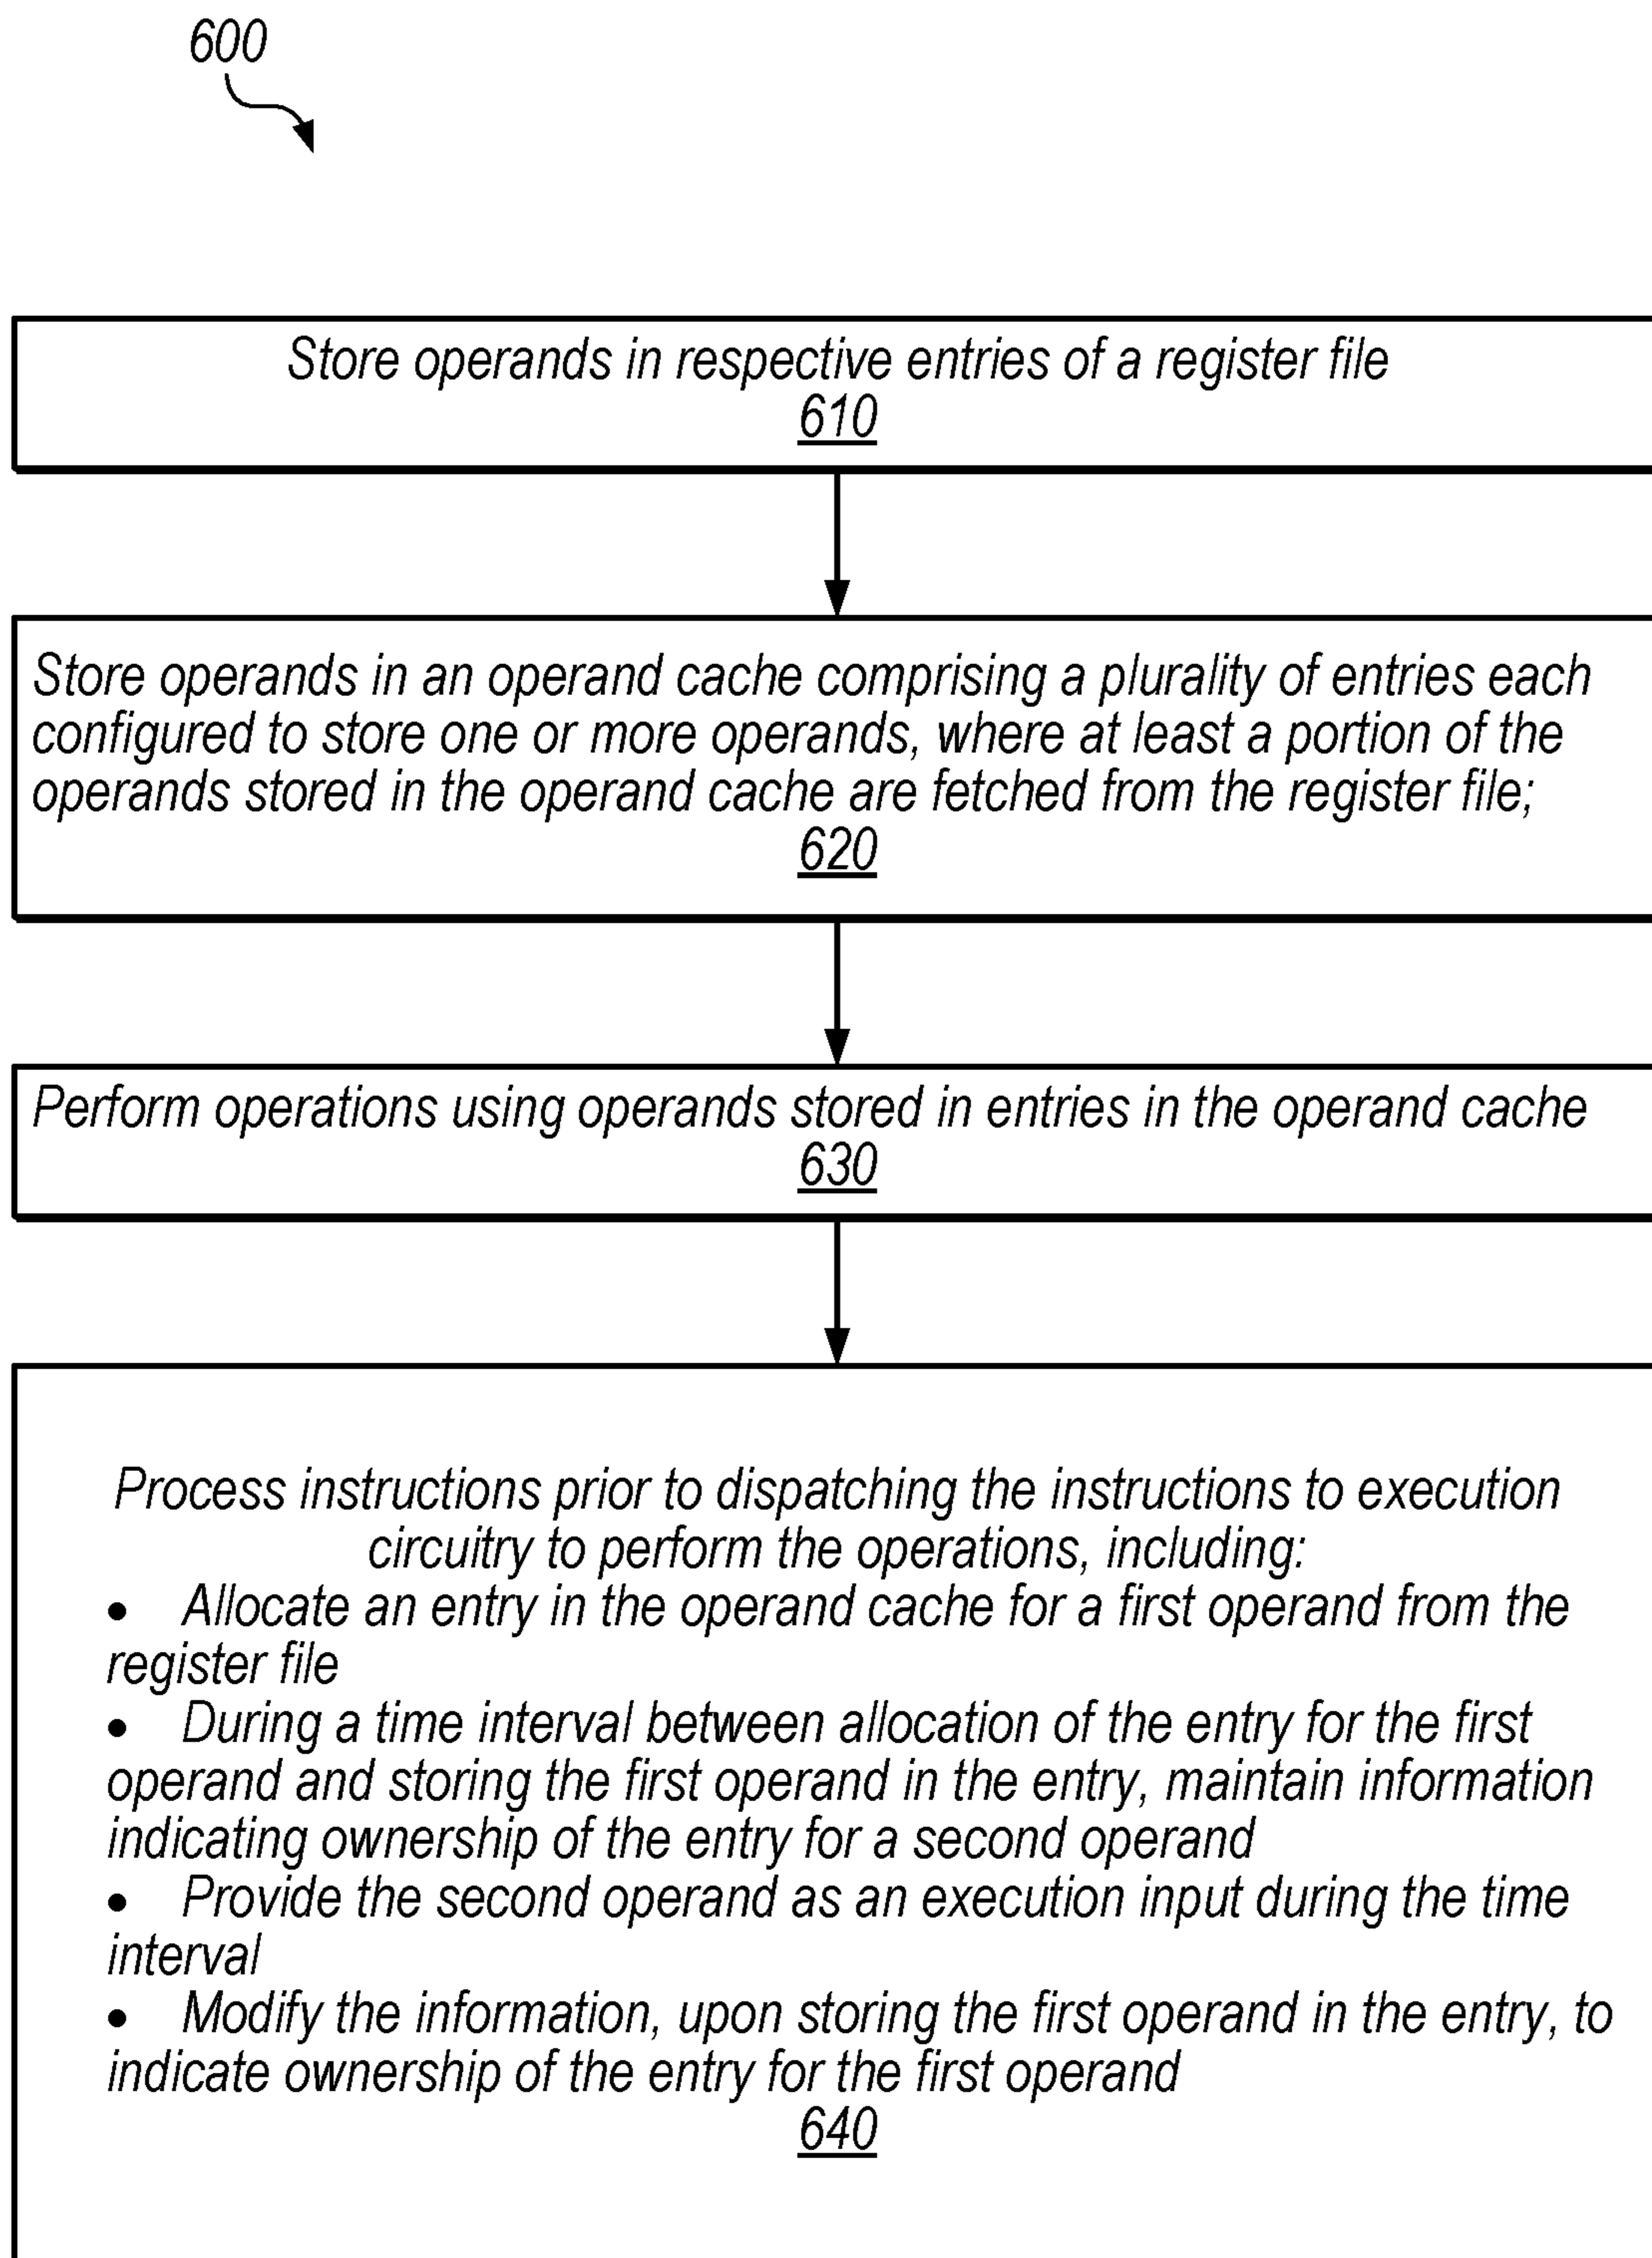 600
Store operands in respective entries of a register file
610
Store operands in an operand cache comprising a plurality of entries each
configured to store one or more operands, where at least a portion of the
operands stored in the operand cache are fetched from the register file;
620
Perform operations using operands stored in entries in the operand cache
630
Process instructions prior to dispatching the instructions to execution
circuitry to perform the operations, including:
• Allocate an entry in the operand cache for a first operand from the
register file
• During a time interval between allocation of the entry for the first
operand and storing the first operand in the entry, maintain information
indicating ownership of the entry for a second operand
• Provide the second operand as an execution input during the time
interval
• Modify the information, upon storing the first operand in the entry, to
indicate ownership of the entry for the first operand
640